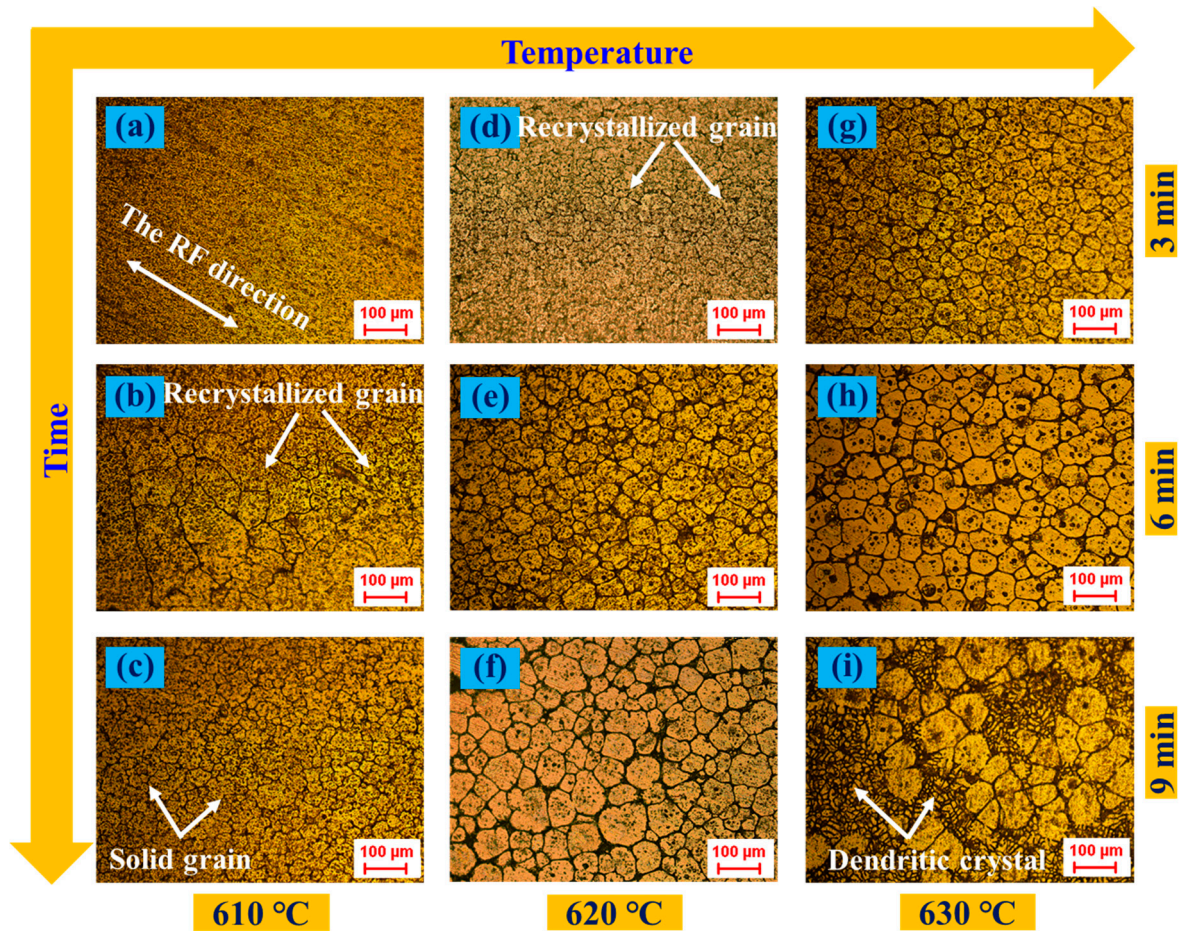 Temperature
Time
(a)
The RF direction
100 μm
(d)
Recrystallized grain
100 μm
(g)
100 μm
3 min
(b)
Recrystallized grain
100 μm
(e)
100 μm
(h)
100 μm
6 min
(c)
Solid grain
100 μm
(f)
100 μm
(i)
Dendritic crystal
100 μm
9 min
610 ℃
620 ℃
630 ℃